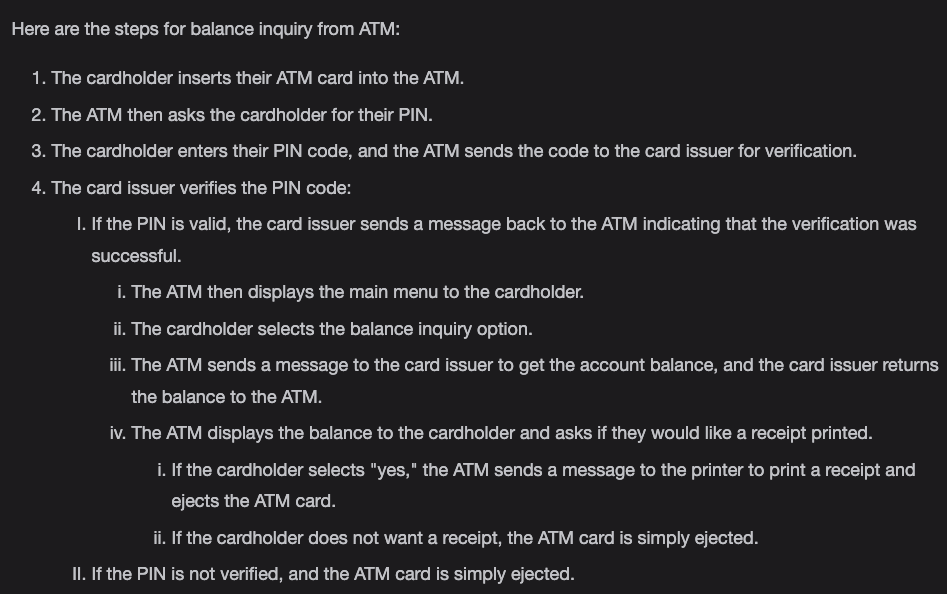 Here are the steps for balance inquiry from ATM:
1. The cardholder inserts their ATM card into the ATM.
2. The ATM then asks the cardholder for their PIN.
3. The cardholder enters their PIN code, and the ATM sends the code to the card issuer for verification.
4. The card issuer verifies the PIN code:
I. If the PIN is valid, the card issuer sends a message back to the ATM indicating that the verification was
successful.
i. The ATM then displays the main menu to the cardholder.
ii. The cardholder selects the balance inquiry option.
iii. The ATM sends a message to the card issuer to get the account balance, and the card issuer returns
the balance to the ATM.
iv. The ATM displays the balance to the cardholder and asks if they would like a receipt printed.
i. If the cardholder selects "yes," the ATM sends a message to the printer to print a receipt and
ejects the ATM card.
ii. If the cardholder does not want a receipt, the ATM card is simply ejected.
II. If the PIN is not verified, and the ATM card is simply ejected.